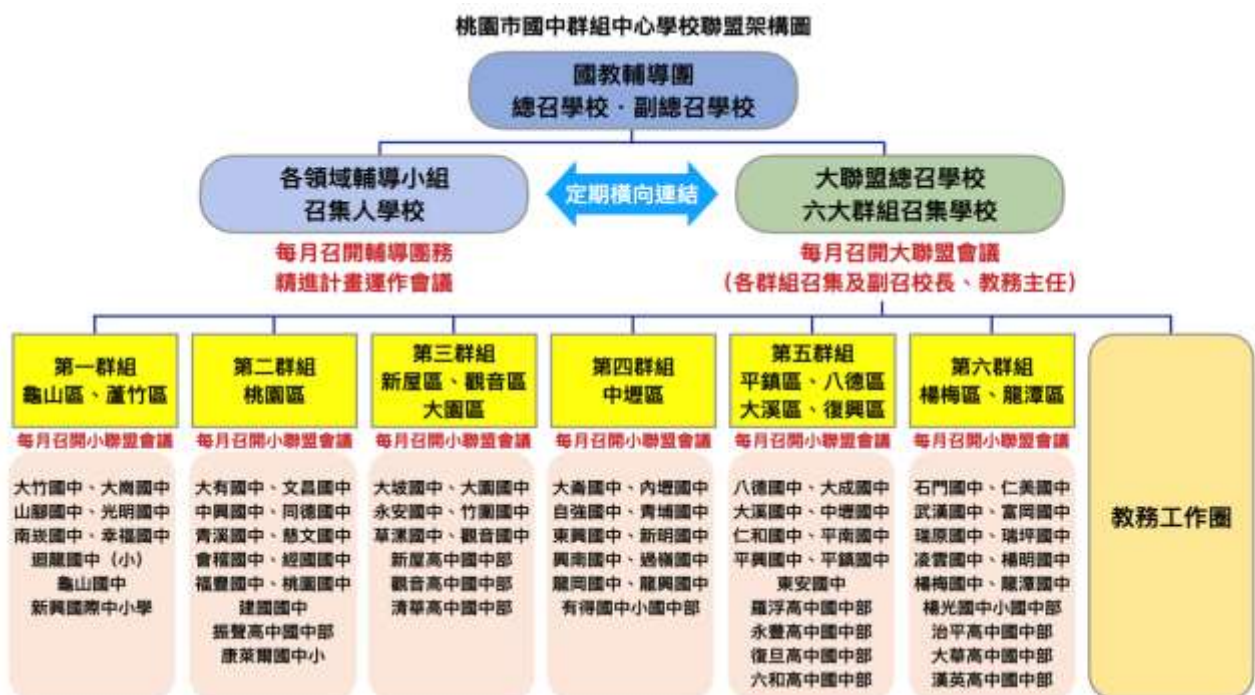 桃園市國中群組中心學校聯盟架構圖
國教輔導團
總召學校・副總召學校
各領域輔導小組
召集人學校
定期橫向連結
大聯盟總召學校
六大群組召集學校
每月召開輔導團務
精進計畫運作會議
每月召開大聯盟會議
（各群組召集及副召校長、教務主任）
第一群組
龜山區、蘆竹區
每月召開小聯盟會議
大竹國中、大崗國中
山腳國中、光明國中
南崁國中、幸福國中
迴龍國中（小）
龜山國中
新興國際中小學
第二群組
桃園區
每月召開小聯盟會議
大有國中、文昌國中
中興國中、同德國中
青溪國中、慈文國中
會稽國中、經國國中
福豐國中、桃園國中
建國國中
振聲高中國中部
康萊爾國中小
第三群組
新屋區、觀音區
大園區
每月召開小聯盟會議
大坡國中、大園國中
永安國中、竹圍國中
草漯國中、觀音國中
新屋高中國中部
觀音高中國中部
清華高中國中部
第四群組
中壢區
每月召開小聯盟會議
大崙國中、內壢國中
自強國中、青埔國中
東興國中、新明國中
興南國中、過嶺國中
龍岡國中、龍興國中
有得國中小國中部
第五群組
平鎮區、八德區
大溪區、復興區
每月召開小聯盟會議
八德國中、大成國中
大溪國中、中壢國中
仁和國中、平南國中
平興國中、平鎮國中
東安國中
羅浮高中國中部
永豐高中國中部
復旦高中國中部
六和高中國中部
第六群組
楊梅區、龍潭區
每月召開小聯盟會議
石門國中、仁美國中
武漢國中、富岡國中
瑞原國中、瑞坪國中
凌雲國中、楊明國中
楊梅國中、龍潭國中
楊光國中小國中部
治平高中國中部
大華高中國中部
漢英高中國中部
教務工作圈